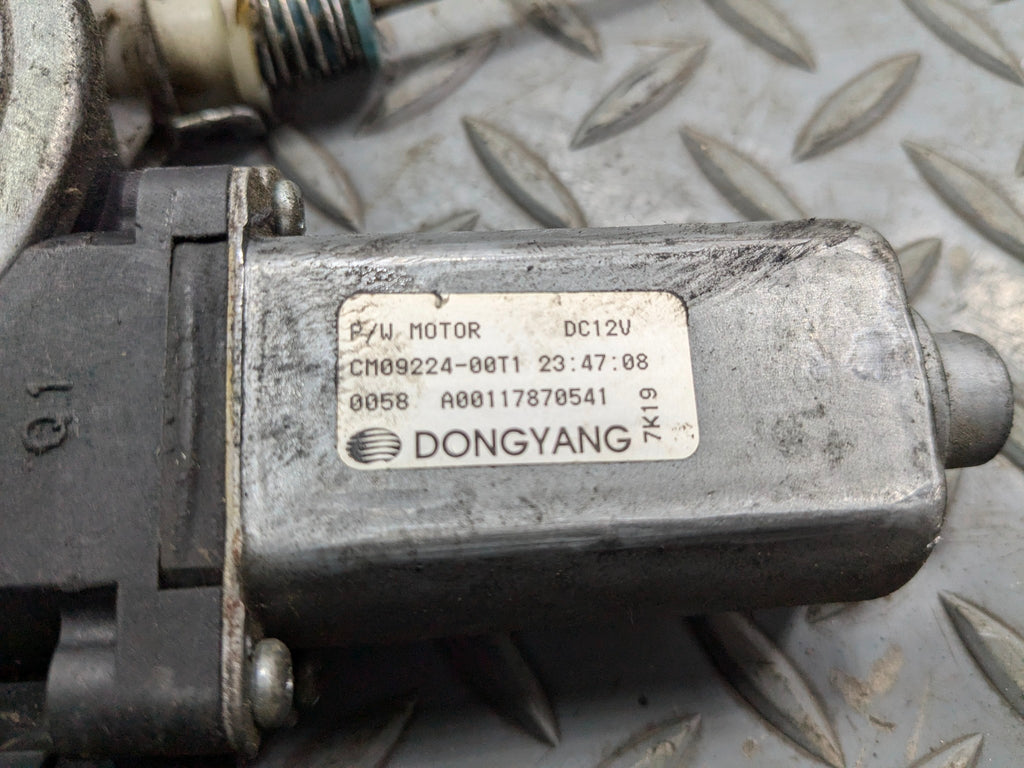 P/W MOTOR DC12V
CM09224-00T1 23:47:08
0058 A00117870541
DONGYANG
7K19
Q1